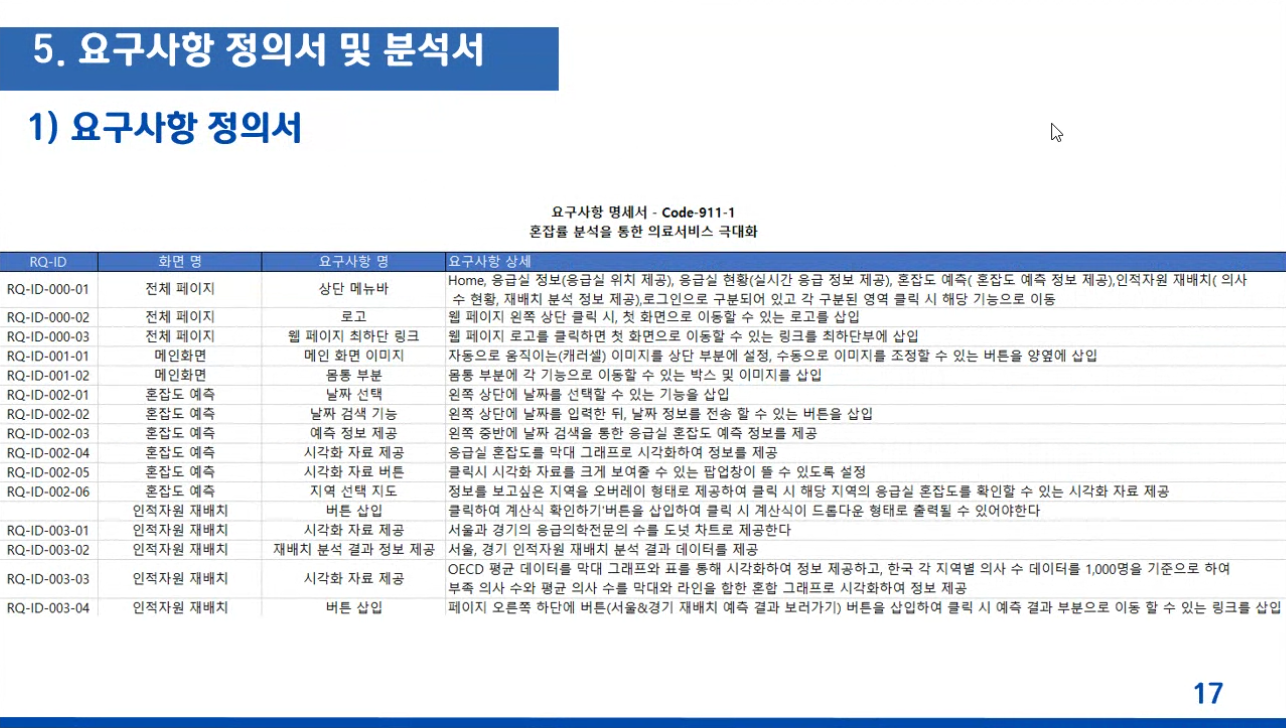 5. 요구사항 정의서 및 분석서
1) 요구사항 정의서
요구사항 명세서 - Code-911-1
혼잡률 분석을 통한 의료서비스 극대화
RQ-ID 화면 명 요구사항 명 요구사항 상세
RQ-ID-000-01 전체 페이지 상단 메뉴바 Home, 응급실 정보(응급실 위치 제공), 응급실 현황(실시간 응급 정보 제공), 혼잡도 예측( 혼잡도 예측 정보 제공),인적자원 재배치( 의사
수 현황, 재배치 분석 정보 제공),로그인으로 구분되어 있고 각 구분된 영역 클릭 시 해당 기능으로 이동
RQ-ID-000-02 전체 페이지 로고 웹 페이지 왼쪽 상단 클릭 시, 첫 화면으로 이동할 수 있는 로고를 삽입
RQ-ID-000-03 전체 페이지 웹 페이지 최하단 링크 웹 페이지 로고를 클릭하면 첫 화면으로 이동할 수 있는 링크를 최하단부에 삽입
RQ-ID-001-01 메인화면 메인 화면 이미지 자동으로 움직이는(캐러셀) 이미지를 상단 부분에 설정, 수동으로 이미지를 조정할 수 있는 버튼을 양옆에 삽입
RQ-ID-001-02 메인화면 몸통 부분 몸통 부분에 각 기능으로 이동할 수 있는 박스 및 이미지를 삽입
RQ-ID-002-01 혼잡도 예측 날짜 선택 왼쪽 상단에 날짜를 선택할 수 있는 기능을 삽입
RQ-ID-002-02 혼잡도 예측 날짜 검색 기능 왼쪽 상단에 날짜를 입력한 뒤, 날짜 정보를 전송 할 수 있는 버튼을 삽입
RQ-ID-002-03 혼잡도 예측 예측 정보 제공 왼쪽 중반에 날짜 검색을 통한 응급실 혼잡도 예측 정보를 제공
RQ-ID-002-04 혼잡도 예측 시각화 자료 제공 응급실 혼잡도를 막대 그래프로 시각화하여 정보를 제공
RQ-ID-002-05 혼잡도 예측 시각화 자료 버튼 클릭시 시각화 자료를 크게 보여줄 수 있는 팝업창이 뜰 수 있도록 설정
RQ-ID-002-06 혼잡도 예측 지역 선택 지도 정보를 보고싶은 지역을 오버레이 형태로 제공하여 클릭 시 해당 지역의 응급실 혼잡도를 확인할 수 있는 시각화 자료 제공
인적자원 재배치 버튼 삽입 클릭하여 계산식 확인하기'버튼을 삽입하여 클릭 시 계산식이 드롭다운 형태로 출력될 수 있어야한다
RQ-ID-003-01 인적자원 재배치 시각화 자료 제공 서울과 경기의 응급의학전문의 수를 도넛 차트로 제공한다
RQ-ID-003-02 인적자원 재배치 재배치 분석 결과 정보 제공 서울, 경기 인적자원 재배치 분석 결과 데이터를 제공
RQ-ID-003-03 인적자원 재배치 시각화 자료 제공 OECD 평균 데이터를 막대 그래프와 표를 통해 시각화하여 정보 제공하고, 한국 각 지역별 의사 수 데이터를 1,000명을 기준으로 하여
부족 의사 수와 평균 의사 수를 막대와 라인을 합한 혼합 그래프로 시각화하여 정보 제공
RQ-ID-003-04 인적자원 재배치 버튼 삽입 페이지 오른쪽 하단에 버튼(서울&경기 재배치 예측 결과 보러가기) 버튼을 삽입하여 클릭 시 예측 결과 부분으로 이동 할 수 있는 링크를 삽입
17